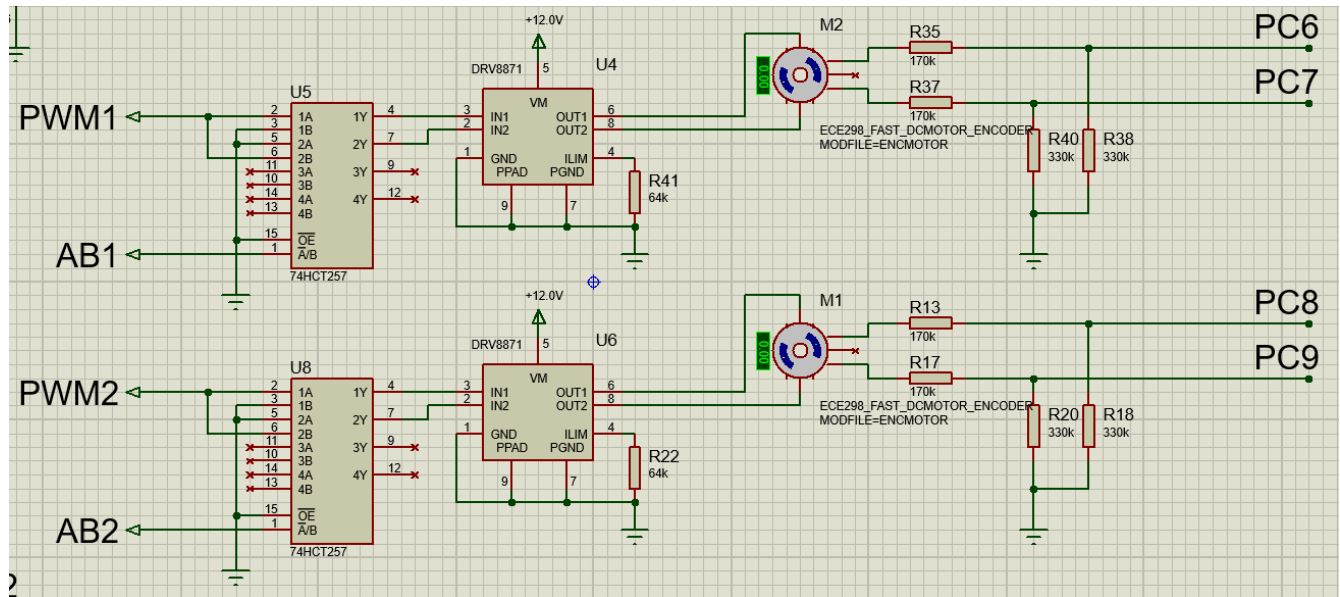 +12.0V
M2
PC6
R35
170k
U4
DRV8871
5
U5
VM
PC7
R37
170k
PWM1
2 1A 1Y 4
3 1B
5 2A 2Y 7
6 2B
11 3A 3Y 9
10 3B
14 4A 4Y 12
13 4B
15 OE
1 A/B
74HCT257
3 IN1 OUT1 6
2 IN2 OUT2 8
1 GND ILIM 4
PPAD PGND
9 7
0.00
ECE298_FAST_DCMOTOR_ENCODER
MODFILE=ENCMOTOR
R40
330k
R38
330k
R41
64k
AB1
+12.0V
M1
PC8
R13
170k
U6
DRV8871
5
U8
VM
PC9
R17
170k
PWM2
2 1A 1Y 4
3 1B
5 2A 2Y 7
6 2B
11 3A 3Y 9
10 3B
14 4A 4Y 12
13 4B
15 OE
1 A/B
74HCT257
3 IN1 OUT1 6
2 IN2 OUT2 8
1 GND ILIM 4
PPAD PGND
9 7
0.00
ECE298_FAST_DCMOTOR_ENCODER
MODFILE=ENCMOTOR
R20
330k
R18
330k
R22
64k
AB2